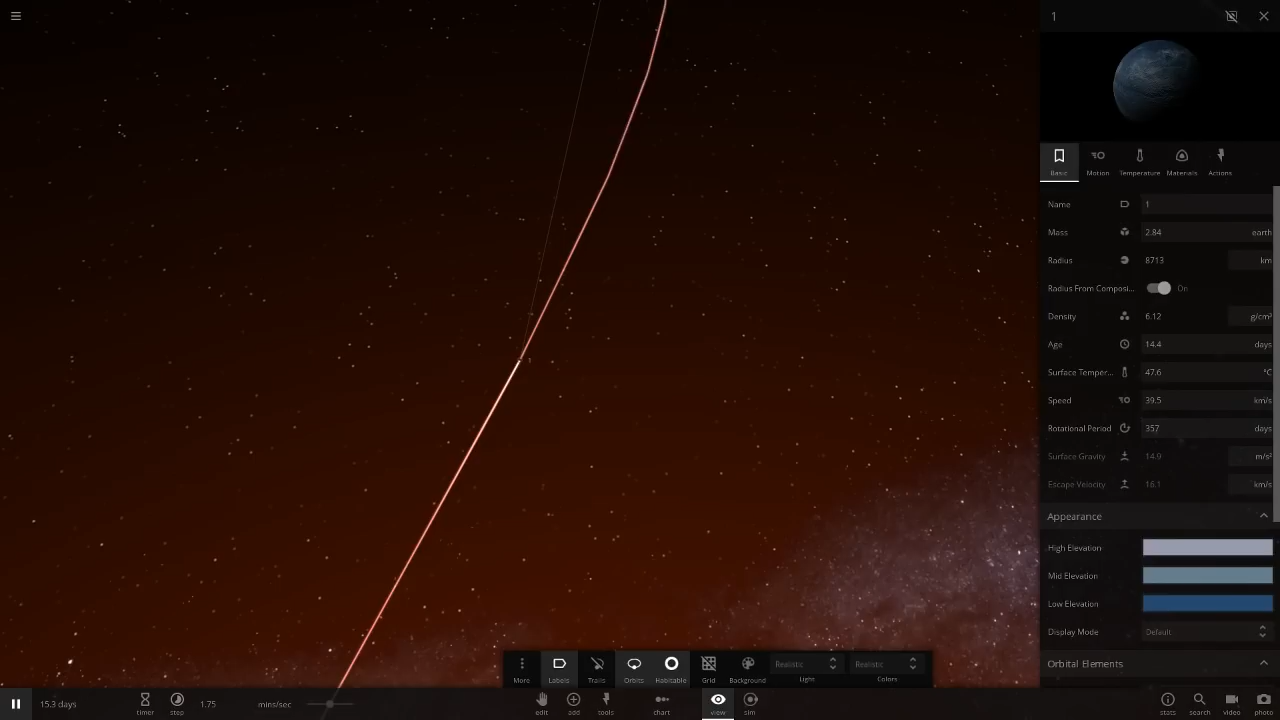 1
Basic
Motion
Temperature
Materials
Actions
Name 1
Mass 2.84 earth
Radius 8713 km
Radius From Composi... On
Density 6.12 g/cm³
Age 14.4 days
Surface Temper... 47.6 °C
Speed 39.5 km/s
Rotational Period 357 days
Surface Gravity 14.9 m/s²
Escape Velocity 16.1 km/s
Appearance
High Elevation
Mid Elevation
Low Elevation
Display Mode Default
Orbital Elements
1
More
Labels
Trails
Orbits
Habitable
Grid
Background
Realistic
Light
Realistic
Colors
15.3 days
timer
step
1.75 mins/sec
edit
add
tools
chart
view
sim
stats
search
video
photo